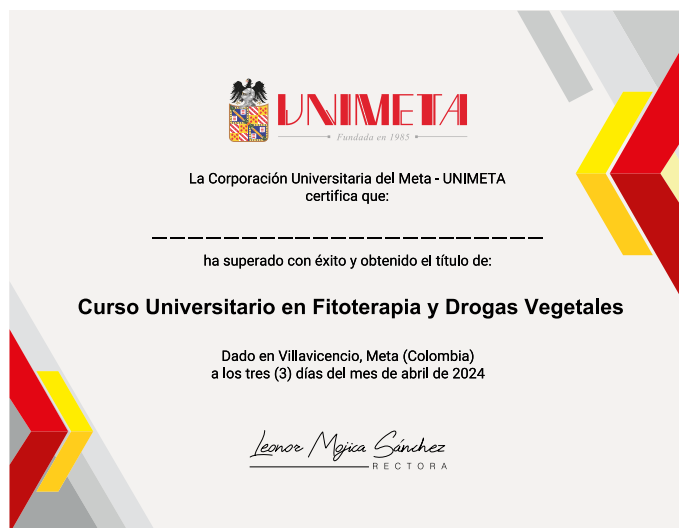 UNIMETA
Fundada en 1985
La Corporación Universitaria del Meta - UNIMETA
certifica que:
ha superado con éxito y obtenido el título de:
Curso Universitario en Fitoterapia y Drogas Vegetales
Dado en Villavicencio, Meta (Colombia)
a los tres (3) días del mes de abril de 2024
Leonor Mojica Sánchez
RECTORA